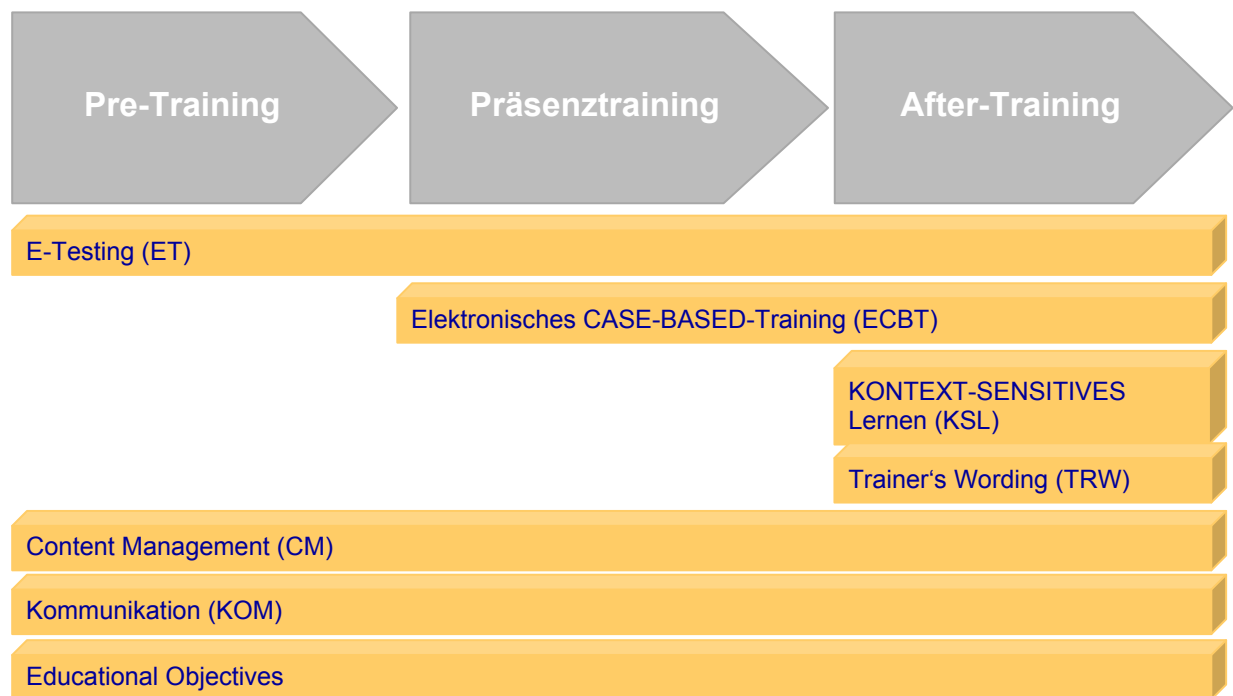 Pre-Training
Präsenztraining
After-Training
E-Testing (ET)
Elektronisches CASE-BASED-Training (ECBT)
KONTEXT-SENSITIVES
Lernen (KSL)
Trainer‘s Wording (TRW)
Content Management (CM)
Kommunikation (KOM)
Educational Objectives